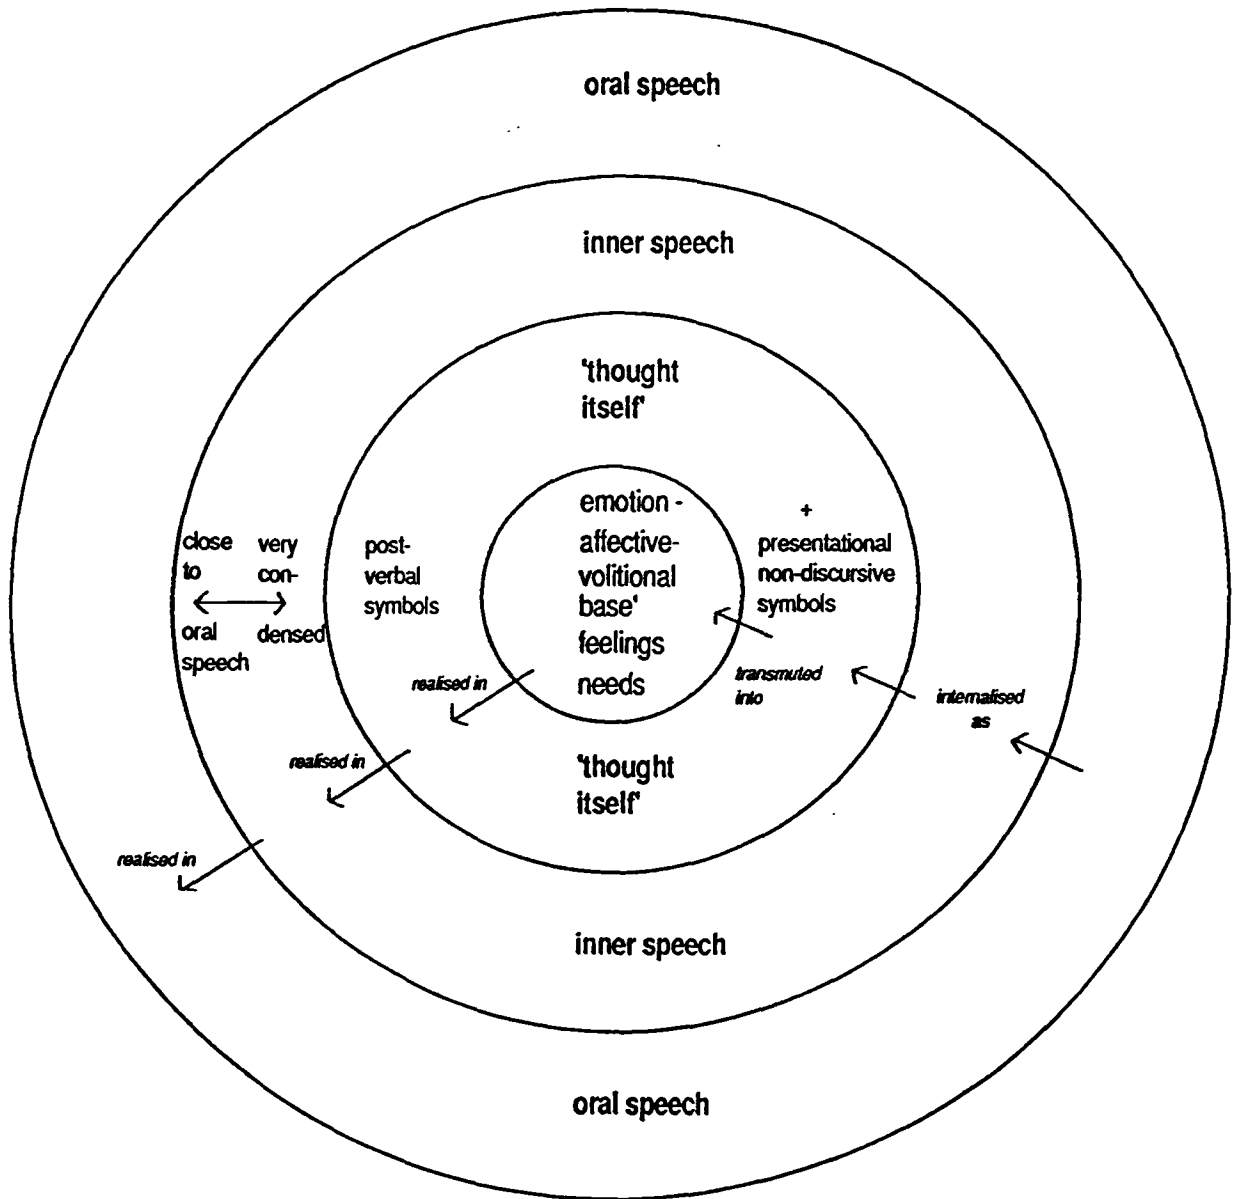 oral speech
inner speech
'thought
itself'
emotion -
affective-
volitional
base'
feelings
needs
close
to
oral
speech
very
con-
densed
post-
verbal
symbols
+
presentational
non-discursive
symbols
realised in
transmuted
into
internalised
as
realised in
'thought
itself'
realised in
inner speech
oral speech